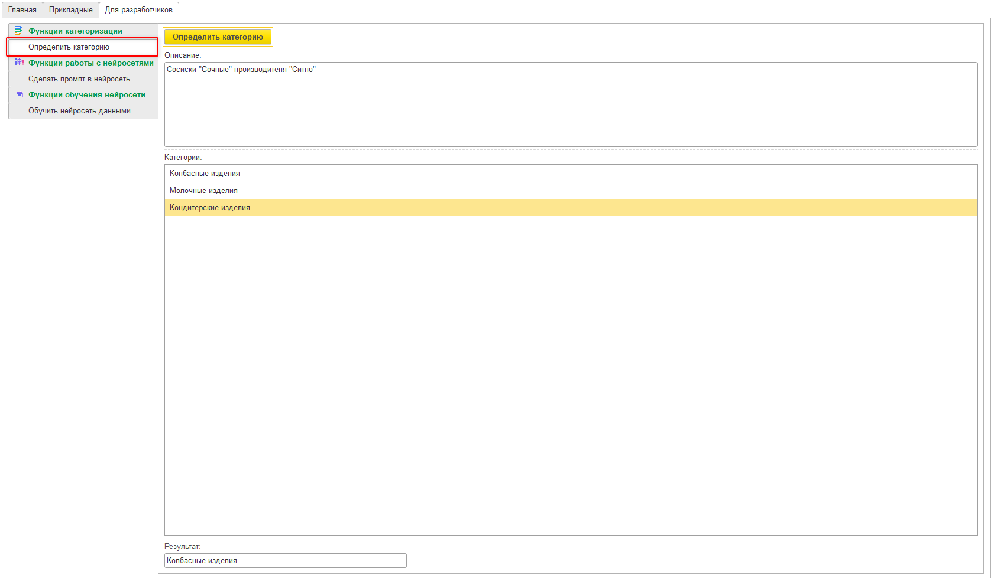 Главная
Прикладные
Для разработчиков
Функции категоризации
Определить категорию
Функции работы с нейросетями
Сделать промпт в нейросеть
Функции обучения нейросети
Обучить нейросеть данными
Определить категорию
Описание:
Сосиски "Сочные" производителя "Ситно"
Категории:
Колбасные изделия
Молочные изделия
Кондитерские изделия
Результат:
Колбасные изделия